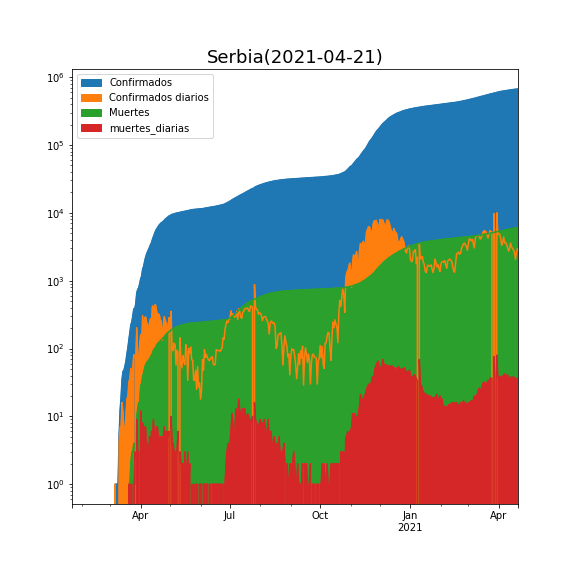 Serbia(2021-04-21)
Confirmados
Confirmados diarios
Muertes
muertes_diarias
10^6
10^5
10^4
10^3
10^2
10^1
10^0
Apr Jul Oct Jan Apr
2021